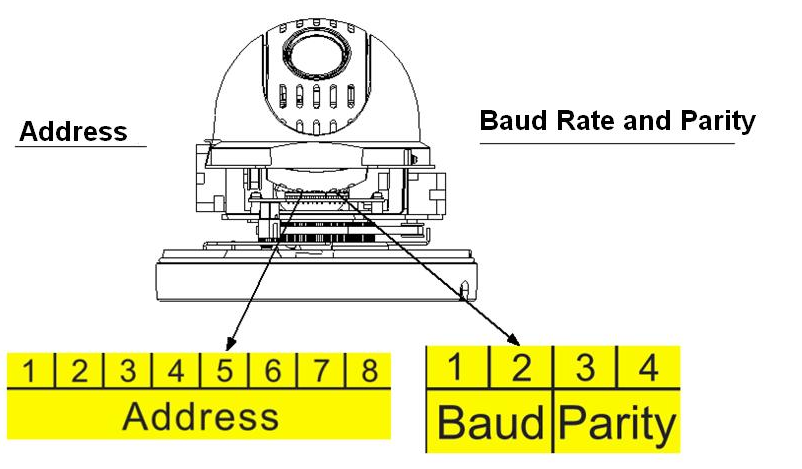 Address
Baud Rate and Parity
1 2 3 4 5 6 7 8
Address
1 2 3 4
Baud Parity